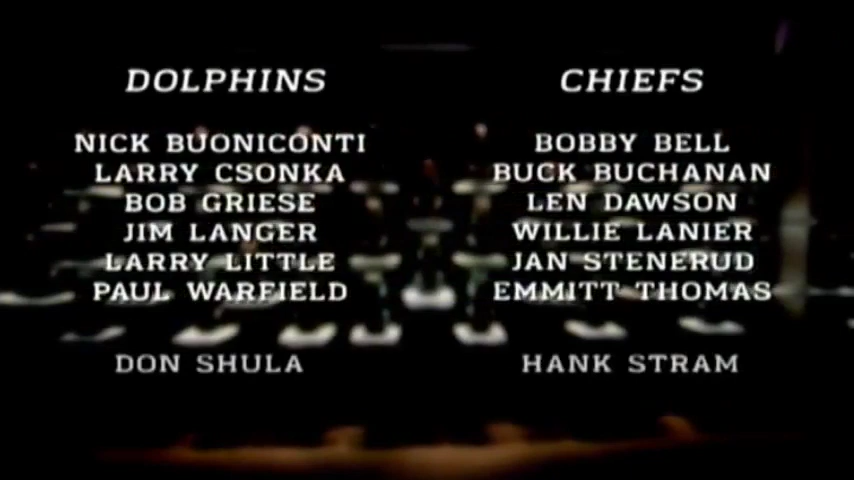 DOLPHINS
NICK BUONICONTI
LARRY CSONKA
BOB GRIESE
JIM LANGER
LARRY LITTLE
PAUL WARFIELD
DON SHULA
CHIEFS
BOBBY BELL
BUCK BUCHANAN
LEN DAWSON
WILLIE LANIER
JAN STENERUD
EMMITT THOMAS
HANK STRAM